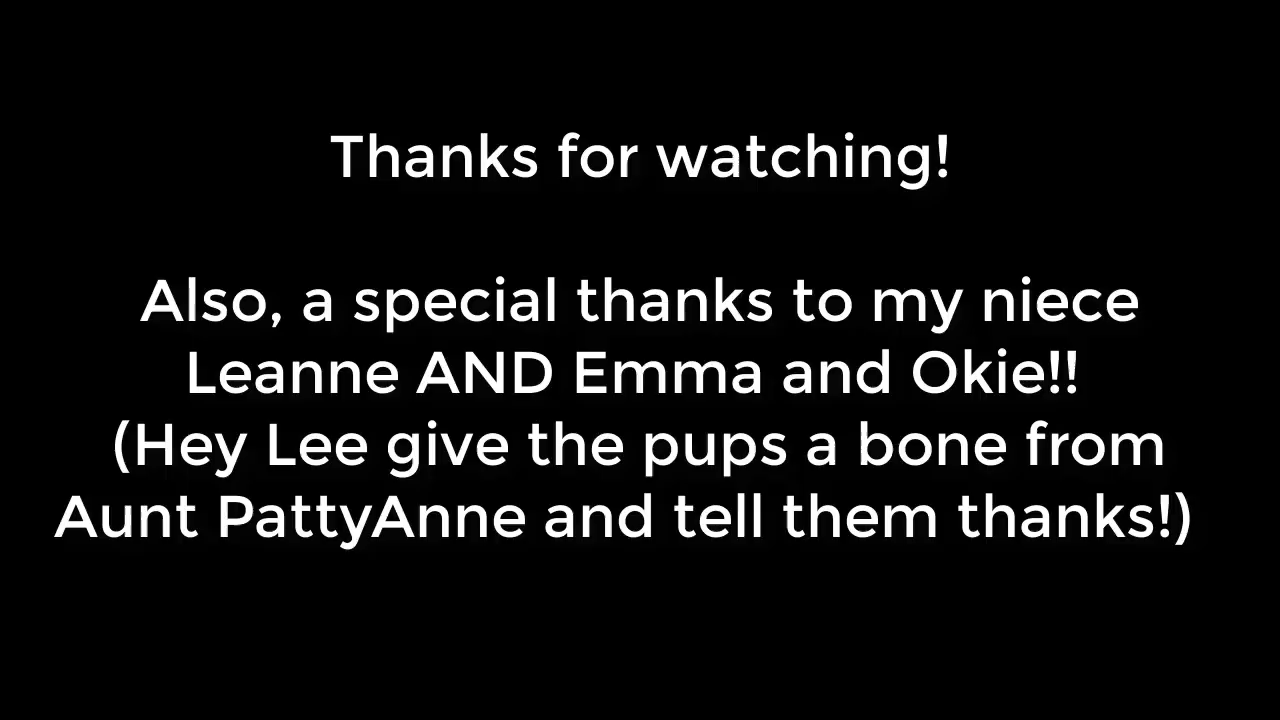 Thanks for watching!
Also, a special thanks to my niece
Leanne AND Emma and Okie!!
(Hey Lee give the pups a bone from
Aunt PattyAnne and tell them thanks!)